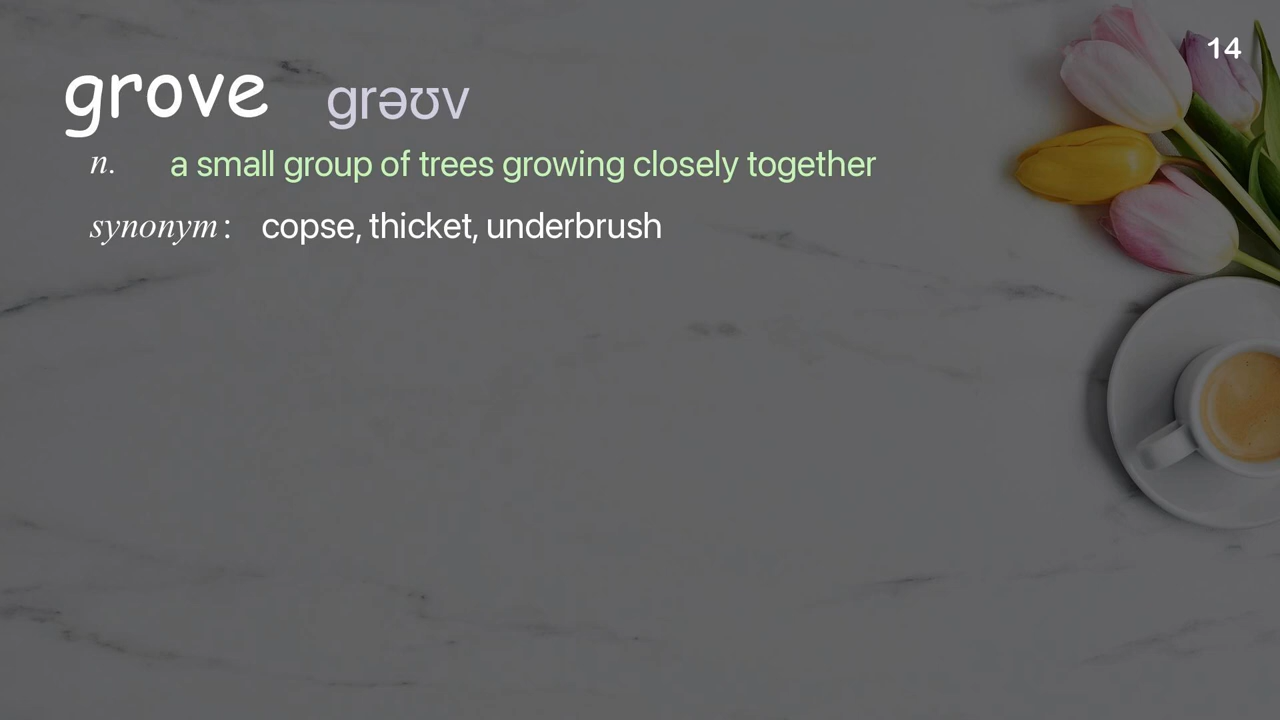 14
grove grəʊv
n. a small group of trees growing closely together
synonym: copse, thicket, underbrush